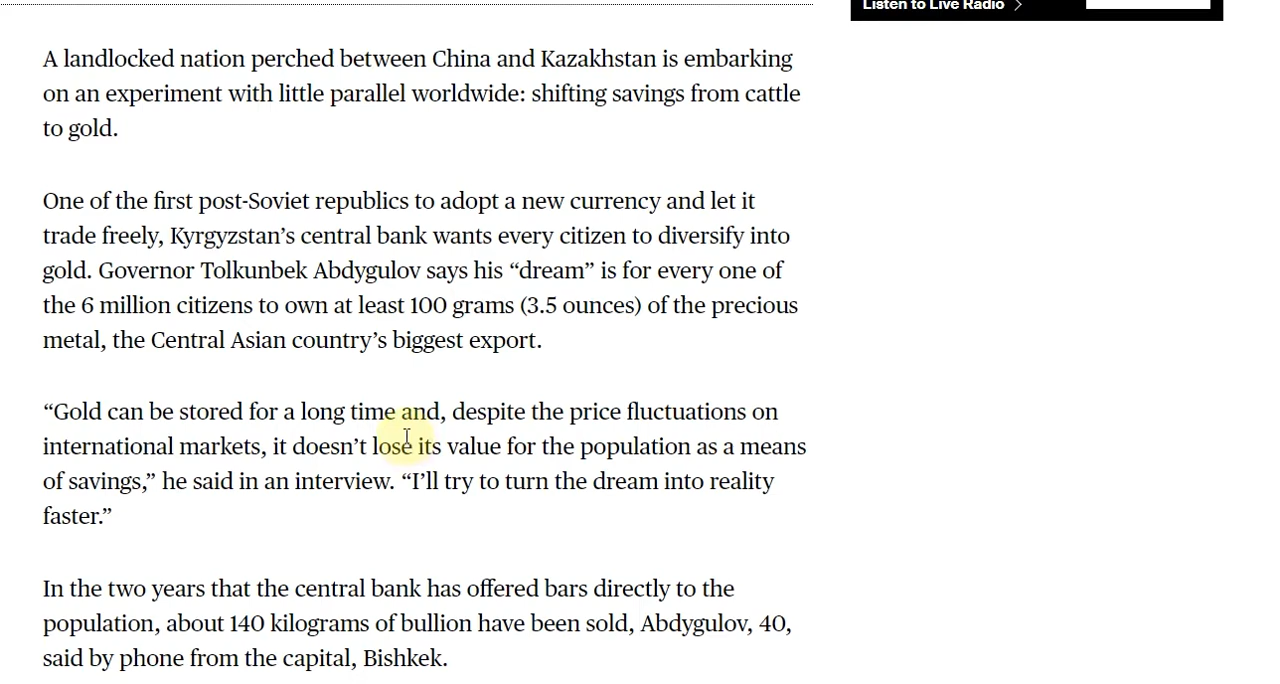 Listen to Live Radio >
A landlocked nation perched between China and Kazakhstan is embarking
on an experiment with little parallel worldwide: shifting savings from cattle
to gold.
One of the first post-Soviet republics to adopt a new currency and let it
trade freely, Kyrgyzstan’s central bank wants every citizen to diversify into
gold. Governor Tolkunbek Abdygulov says his “dream” is for every one of
the 6 million citizens to own at least 100 grams (3.5 ounces) of the precious
metal, the Central Asian country’s biggest export.
“Gold can be stored for a long time and, despite the price fluctuations on
international markets, it doesn’t lose its value for the population as a means
of savings,” he said in an interview. “I’ll try to turn the dream into reality
faster.”
In the two years that the central bank has offered bars directly to the
population, about 140 kilograms of bullion have been sold, Abdygulov, 40,
said by phone from the capital, Bishkek.